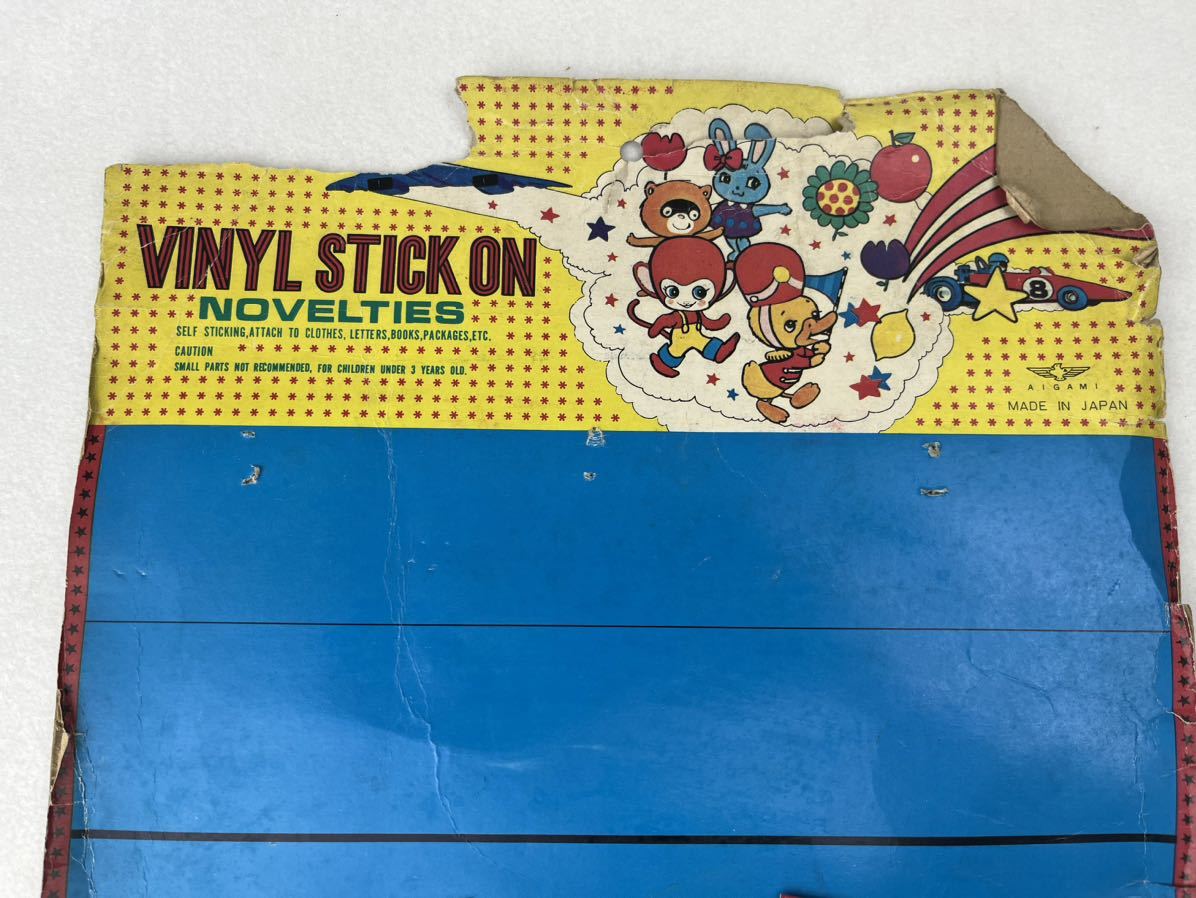 VINYL STICK ON
NOVELTIES
SELF STICKING, ATTACH TO CLOTHES, LETTERS, BOOKS, PACKAGES, ETC.
CAUTION
SMALL PARTS NOT RECOMMENDED, FOR CHILDREN UNDER 3 YEARS OLD.
8
AIGAMI
MADE IN JAPAN